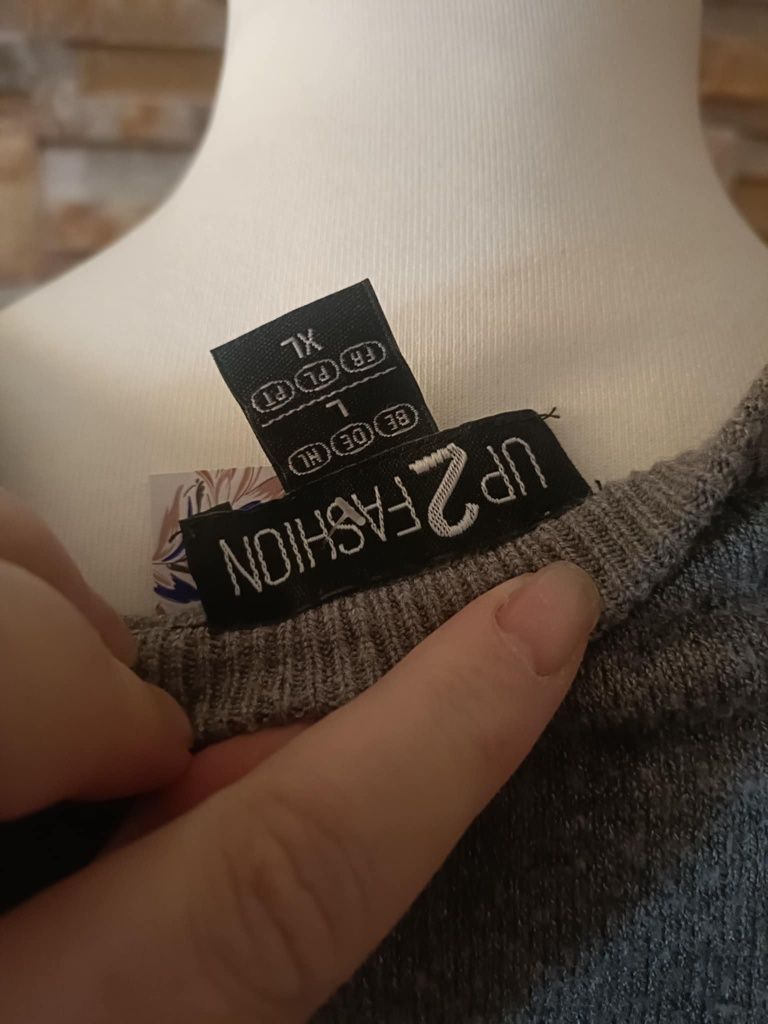 UP2FASHION
BE DE NL
L
FR PL PT
XL